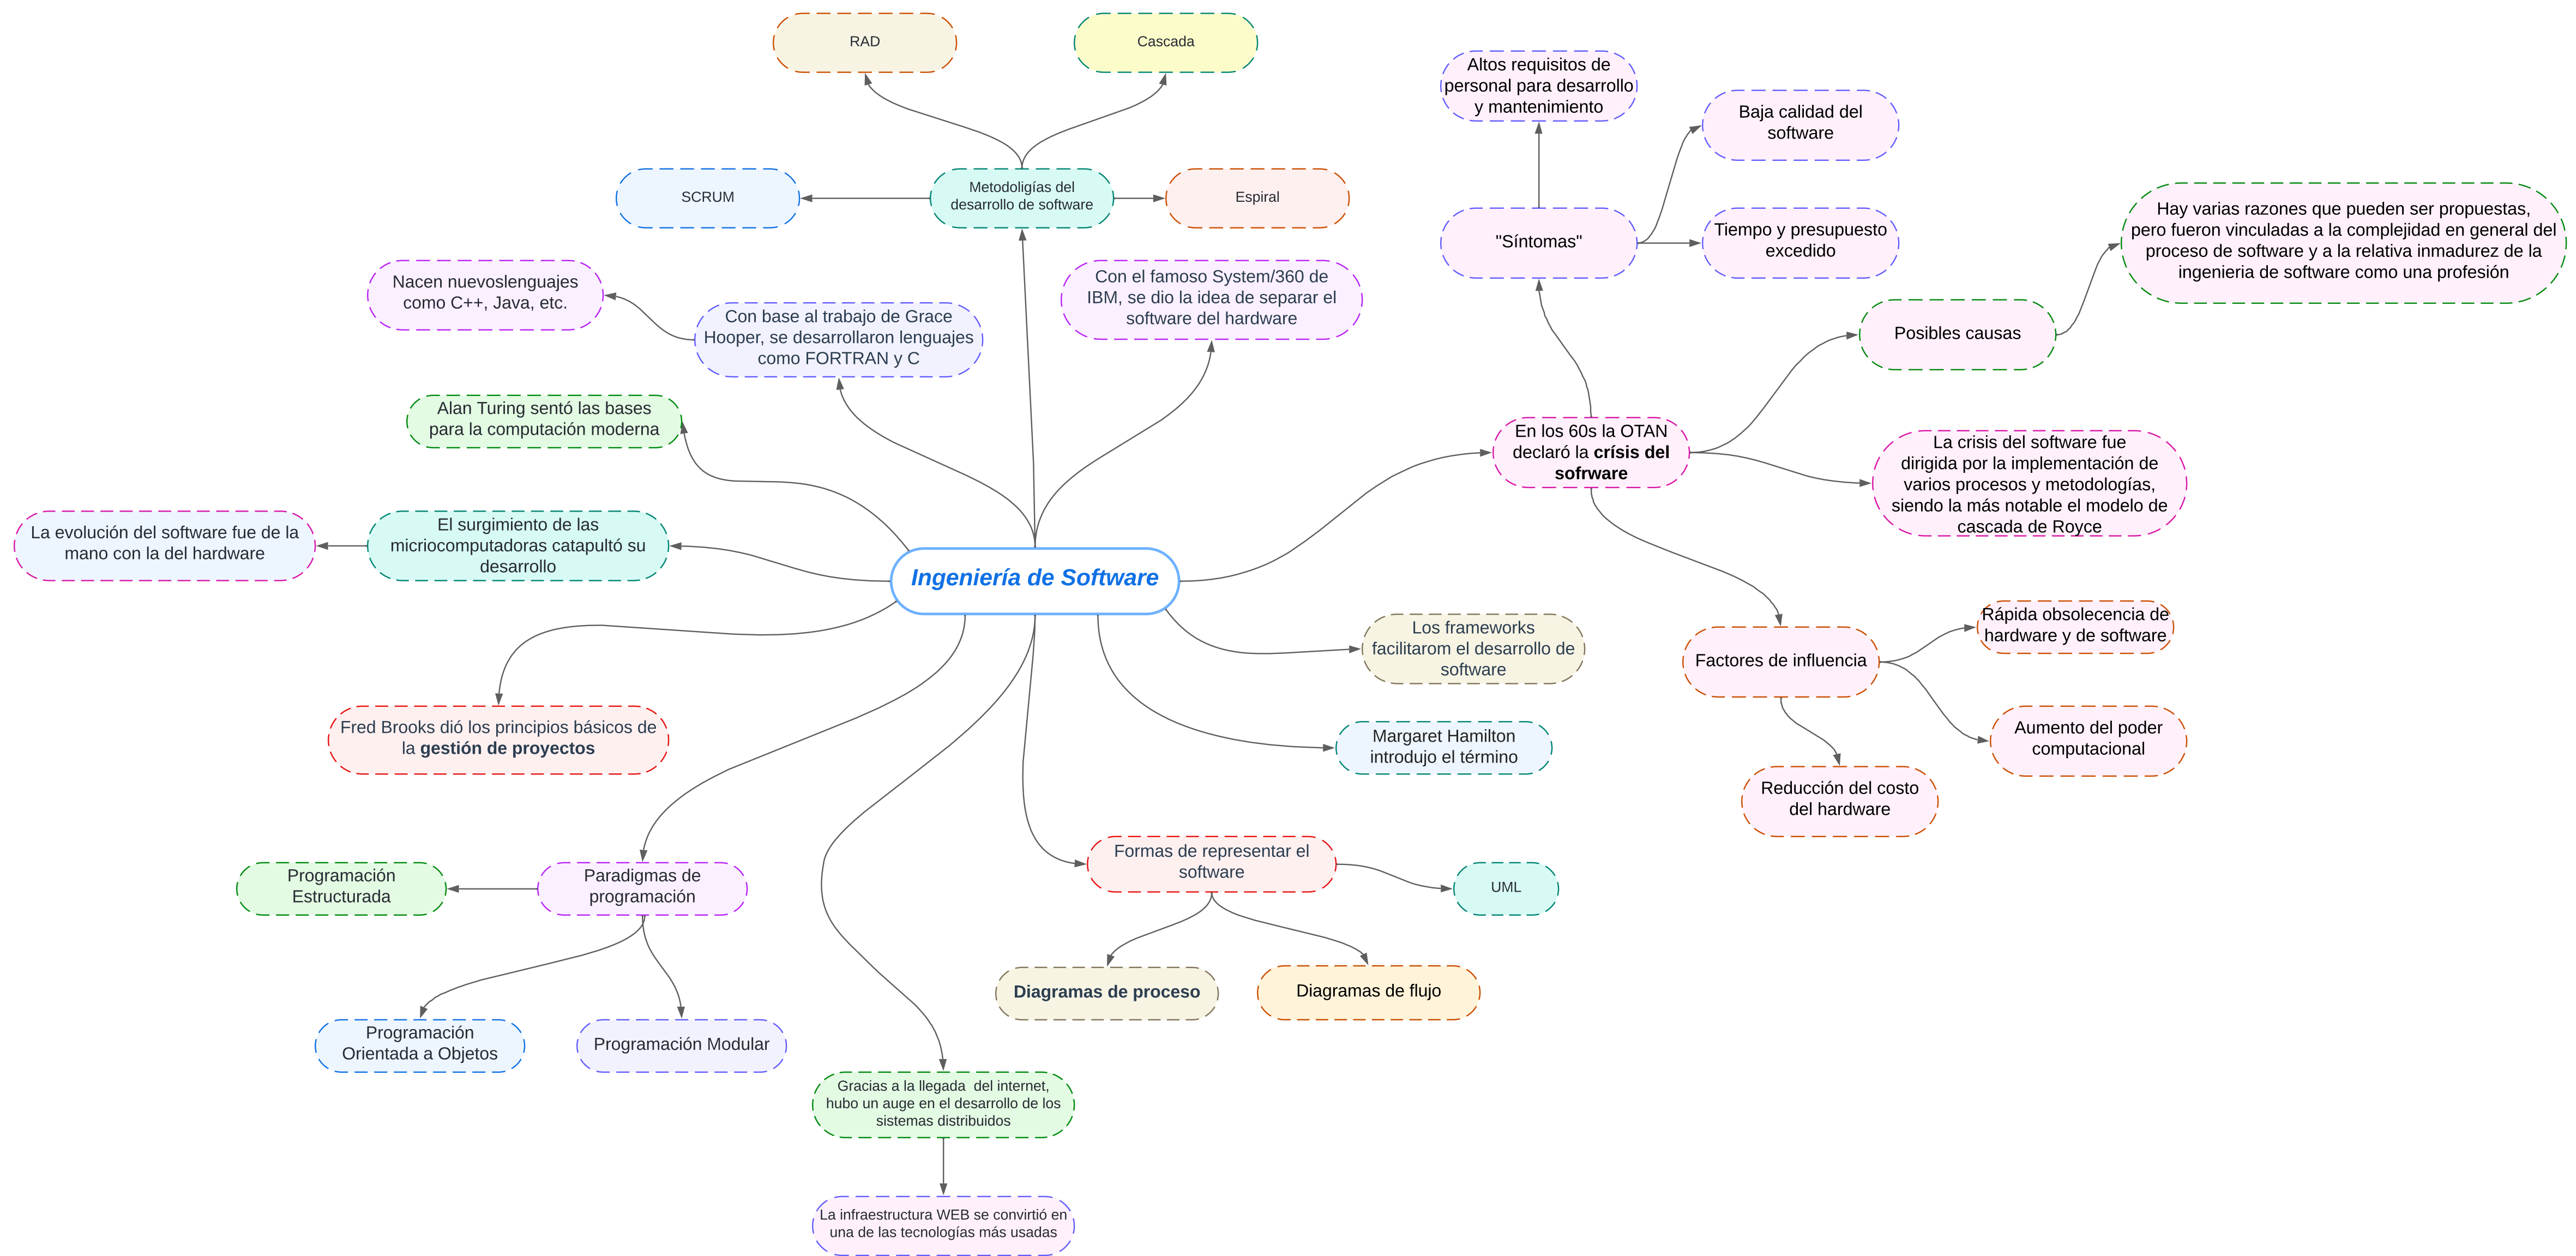 RAD
Cascada
Metodoligías del
desarrollo de software
SCRUM
Espiral
Nacen nuevoslenguajes
como C++, Java, etc.
Con base al trabajo de Grace
Hooper, se desarrollaron lenguajes
como FORTRAN y C
Con el famoso System/360 de
IBM, se dio la idea de separar el
software del hardware
Alan Turing sentó las bases
para la computación moderna
La evolución del software fue de la
mano con la del hardware
El surgimiento de las
micriocomputadoras catapultó su
desarrollo
Ingeniería de Software
Altos requisitos de
personal para desarrollo
y mantenimiento
Baja calidad del
software
"Síntomas"
Tiempo y presupuesto
excedido
Hay varias razones que pueden ser propuestas,
pero fueron vinculadas a la complejidad en general del
proceso de software y a la relativa inmadurez de la
ingenieria de software como una profesión
Posibles causas
En los 60s la OTAN
declaró la crísis del
sofrware
La crisis del software fue
dirigida por la implementación de
varios procesos y metodologías,
siendo la más notable el modelo de
cascada de Royce
Factores de influencia
Rápida obsolecencia de
hardware y de software
Aumento del poder
computacional
Reducción del costo
del hardware
Los frameworks
facilitarom el desarrollo de
software
Margaret Hamilton
introdujo el término
Fred Brooks dió los principios básicos de
la gestión de proyectos
Paradigmas de
programación
Programación
Estructurada
Programación
Orientada a Objetos
Programación Modular
Formas de representar el
software
UML
Diagramas de proceso
Diagramas de flujo
Gracias a la llegada  del internet,
hubo un auge en el desarrollo de los
sistemas distribuidos
La infraestructura WEB se convirtió en
una de las tecnologías más usadas